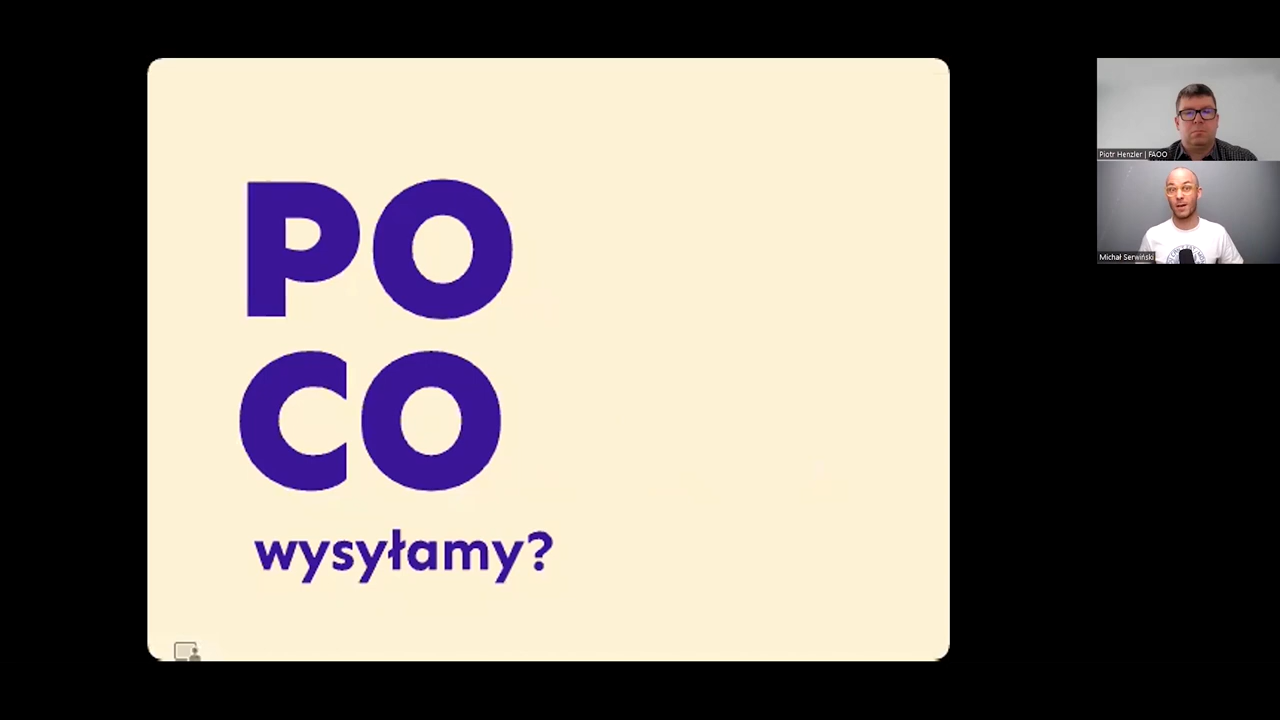 PO
CO
wysyłamy?
Piotr Henzler | FAOO
Michał Serwiński